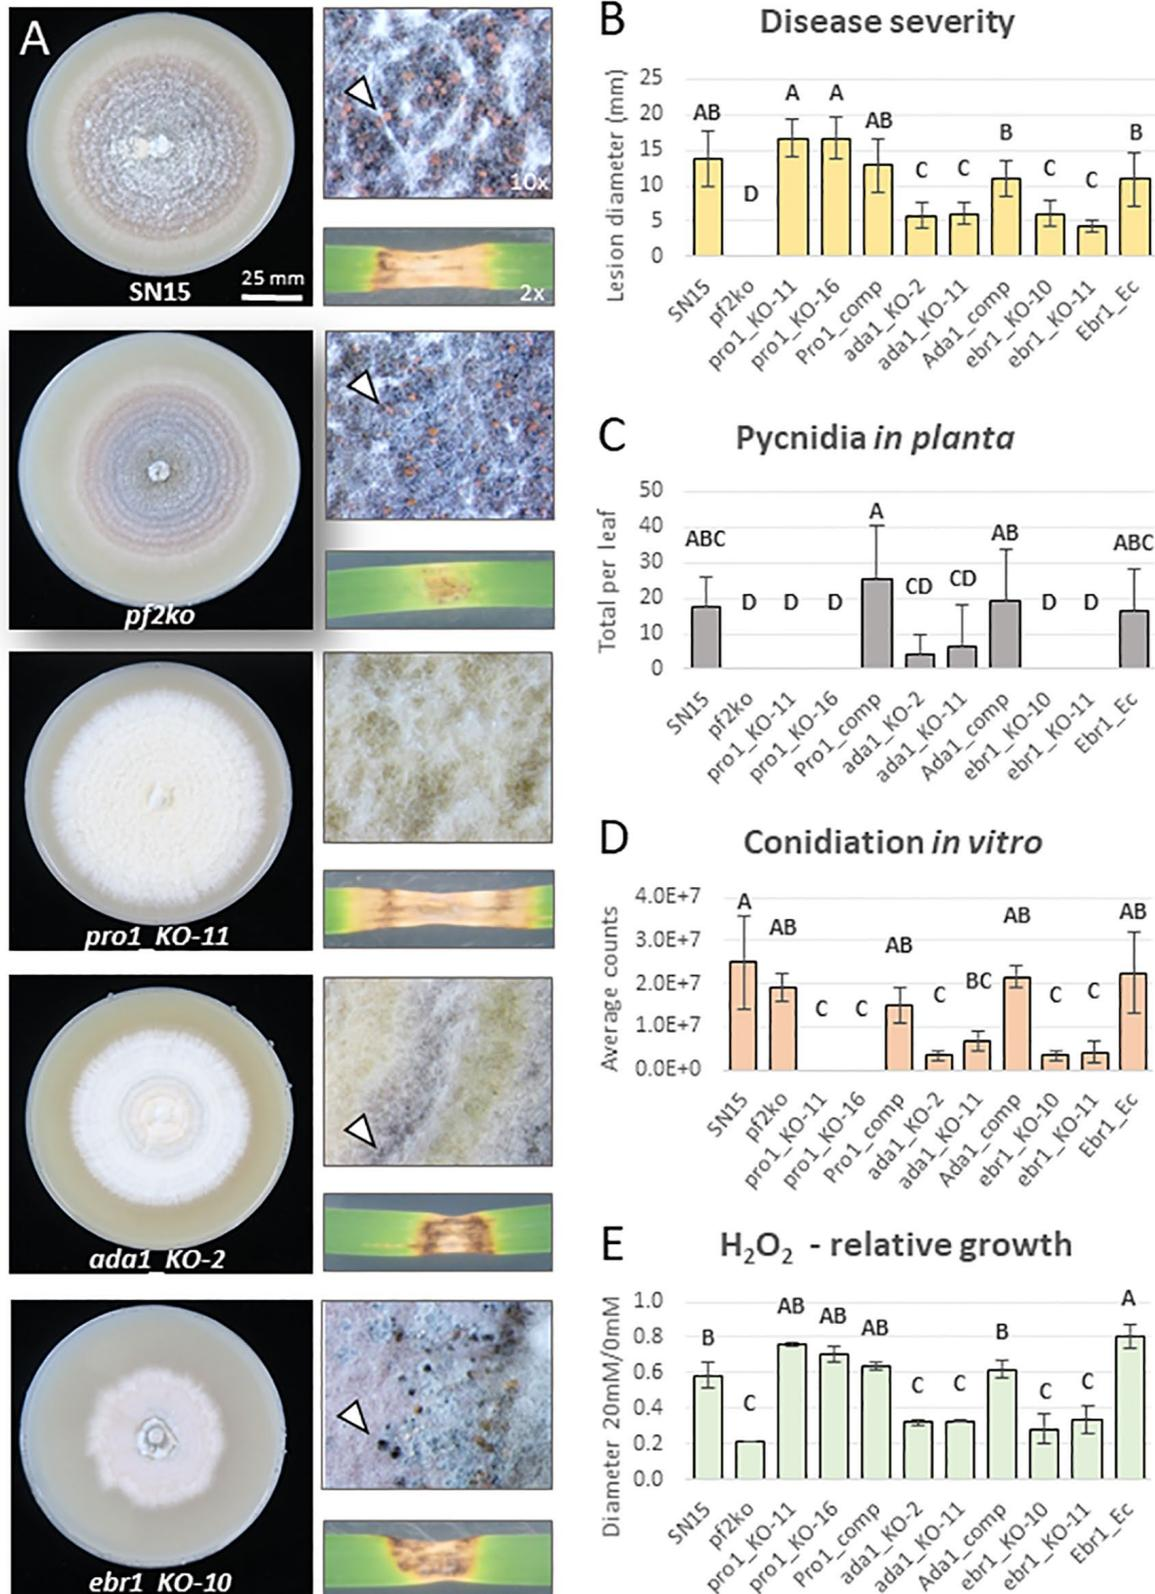 A
10x
2x
25 mm
SN15
pf2ko
pro1_KO-11
ada1_KO-2
ebr1_KO-10
B
Disease severity
Lesion diameter (mm)
25
20
15
10
5
0
AB
D
A
A
AB
C
C
B
C
C
B
SN15
pf2ko
pro1_KO-11
pro1_KO-16
Pro1_comp
ada1_KO-2
ada1_KO-11
Ada1_comp
ebr1_KO-10
ebr1_KO-11
Ebr1_Ec
C
Pycnidia in planta
Total per leaf
50
40
30
20
10
0
ABC
D
D
D
A
CD
CD
AB
D
D
ABC
SN15
pf2ko
pro1_KO-11
pro1_KO-16
Pro1_comp
ada1_KO-2
ada1_KO-11
Ada1_comp
ebr1_KO-10
ebr1_KO-11
Ebr1_Ec
D
Conidiation in vitro
Average counts
4.0E+7
3.0E+7
2.0E+7
1.0E+7
0.0E+0
A
AB
C
C
AB
C
BC
AB
C
C
AB
SN15
pf2ko
pro1_KO-11
pro1_KO-16
Pro1_comp
ada1_KO-2
ada1_KO-11
Ada1_comp
ebr1_KO-10
ebr1_KO-11
Ebr1_Ec
E
H₂O₂ - relative growth
Diameter 20mM/0mM
1.0
0.8
0.6
0.4
0.2
0.0
B
C
AB
AB
AB
C
C
B
C
C
A
SN15
pf2ko
pro1_KO-11
pro1_KO-16
Pro1_comp
ada1_KO-2
ada1_KO-11
Ada1_comp
ebr1_KO-10
ebr1_KO-11
Ebr1_Ec